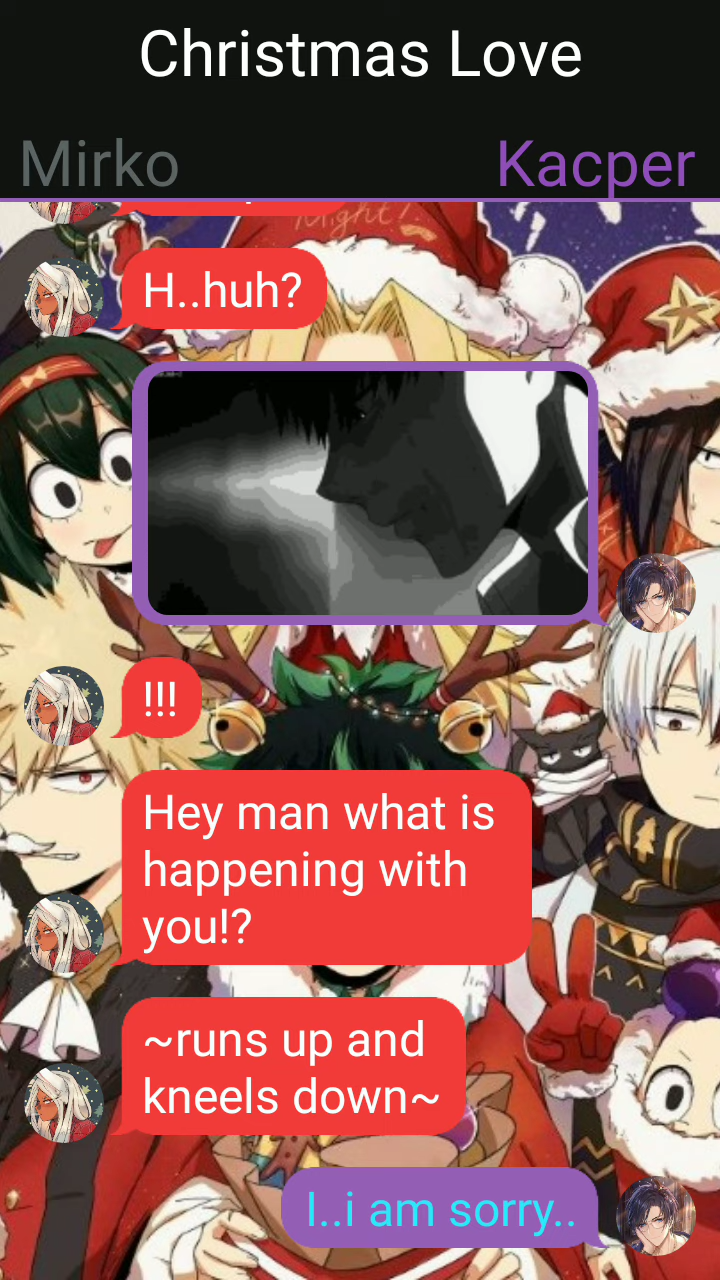 Christmas Love
Mirko
Kacper
Night!
H..huh?
!!!
Hey man what is
happening with
you!?
~runs up and
kneels down~
I..i am sorry..